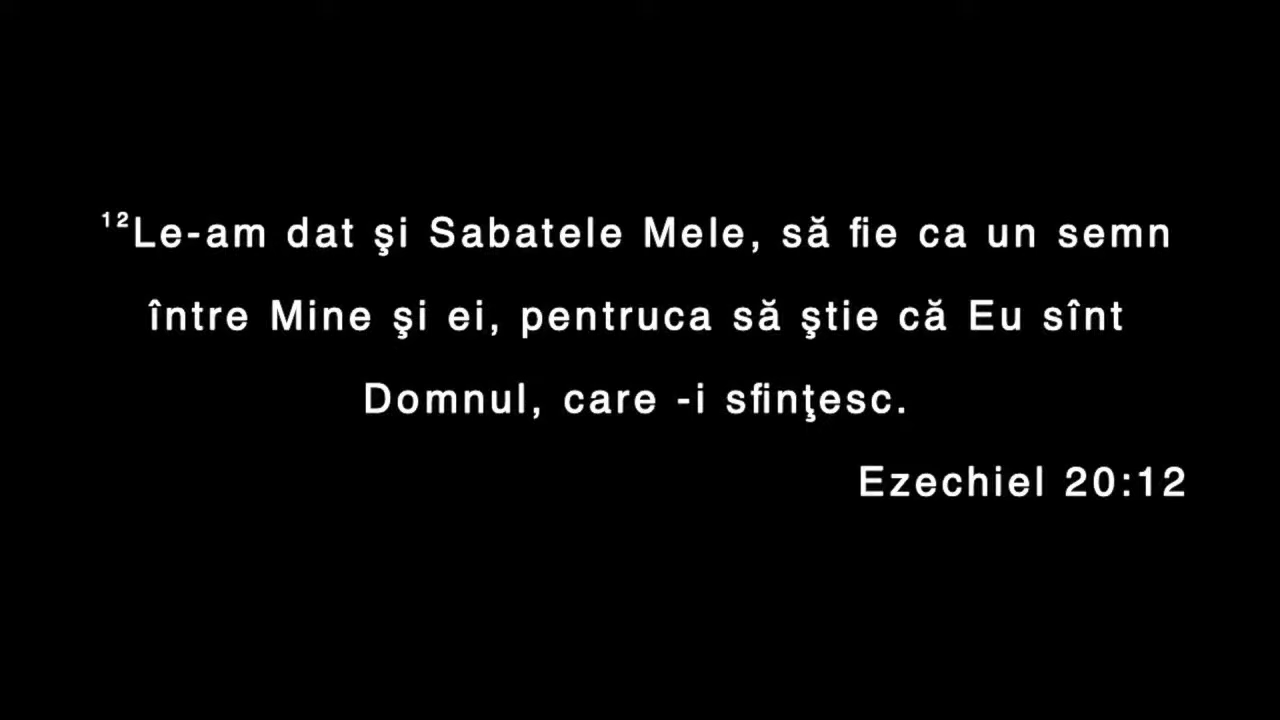 ¹²Le-am dat şi Sabatele Mele, să fie ca un semn
între Mine şi ei, pentruca să ştie că Eu sînt
Domnul, care -i sfinţesc.
Ezechiel 20:12